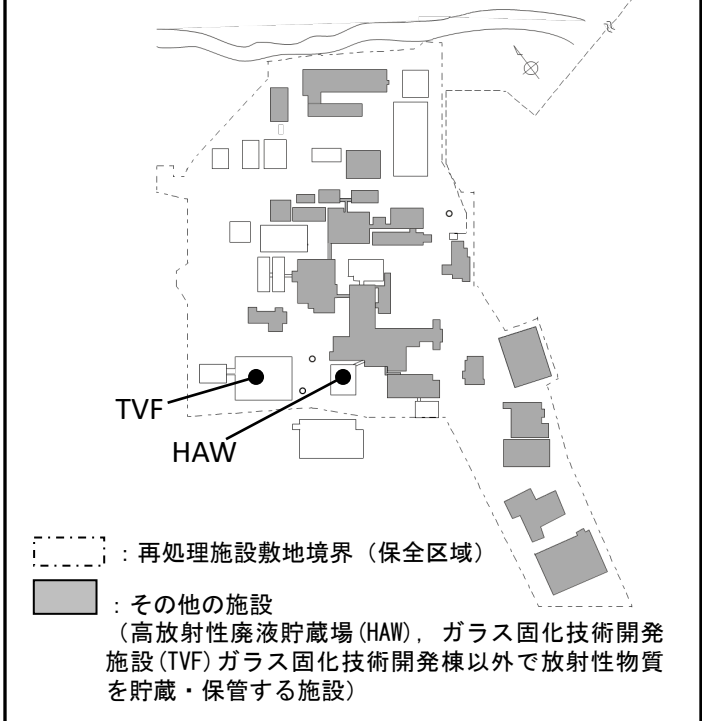 TVF
HAW
：再処理施設敷地境界（保全区域）
：その他の施設
（高放射性廃液貯蔵場(HAW)，ガラス固化技術開発
施設(TVF)ガラス固化技術開発棟以外で放射性物質
を貯蔵・保管する施設）